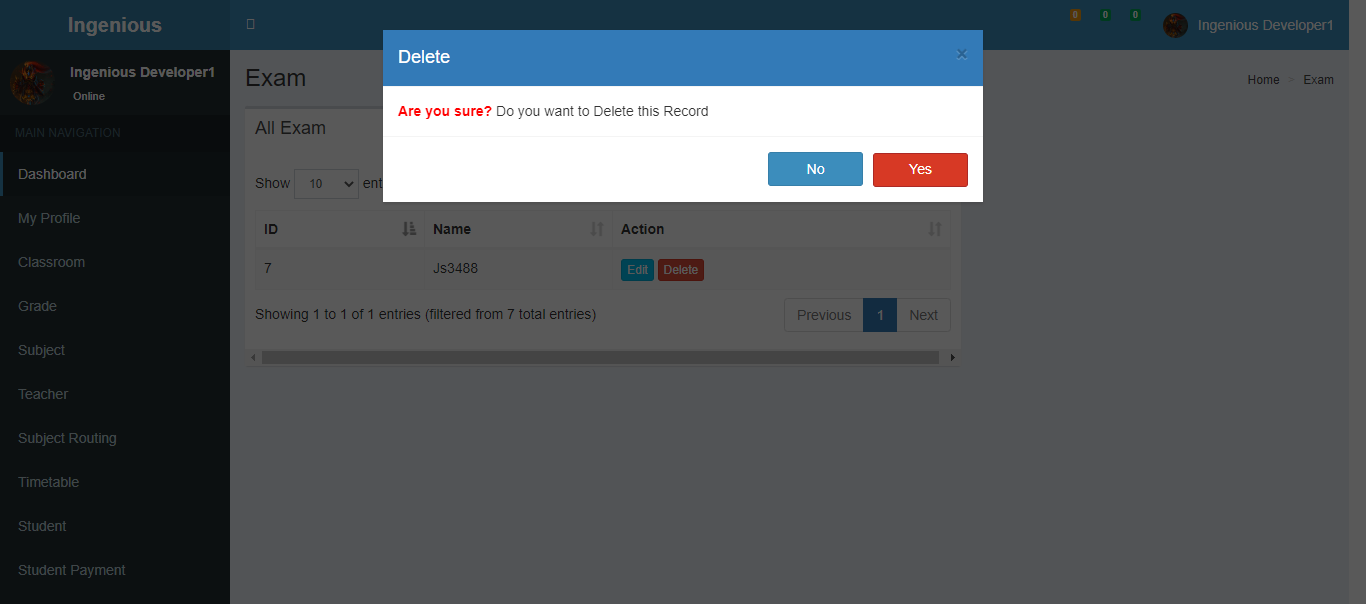 Ingenious
0 0 0 Ingenious Developer1
Ingenious Developer1
Online
MAIN NAVIGATION
Dashboard
My Profile
Classroom
Grade
Subject
Teacher
Subject Routing
Timetable
Student
Student Payment
Exam
Home > Exam
All Exam
Delete ×
Are you sure? Do you want to Delete this Record
No Yes
Show 10 ent
ID Name Action
7 Js3488 Edit Delete
Showing 1 to 1 of 1 entries (filtered from 7 total entries)
Previous 1 Next